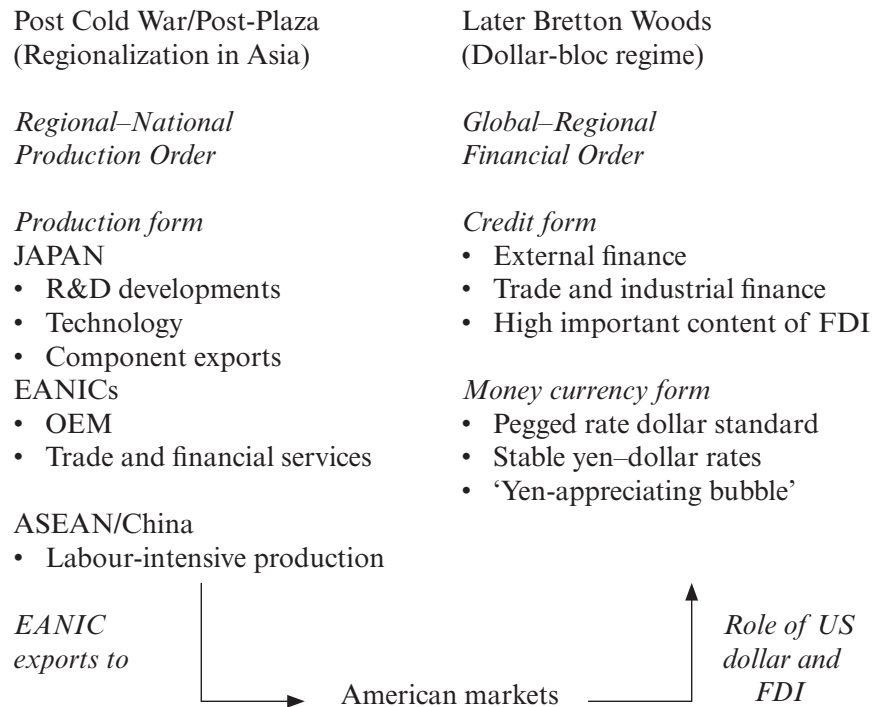 Post Cold War/Post-Plaza
(Regionalization in Asia)
Regional–National
Production Order
Production form
JAPAN
• R&D developments
• Technology
• Component exports
EANICs
• OEM
• Trade and financial services
ASEAN/China
• Labour-intensive production
Later Bretton Woods
(Dollar-bloc regime)
Global–Regional
Financial Order
Credit form
• External finance
• Trade and industrial finance
• High important content of FDI
Money currency form
• Pegged rate dollar standard
• Stable yen–dollar rates
• ‘Yen-appreciating bubble’
EANIC
exports to
American markets
Role of US
dollar and
FDI